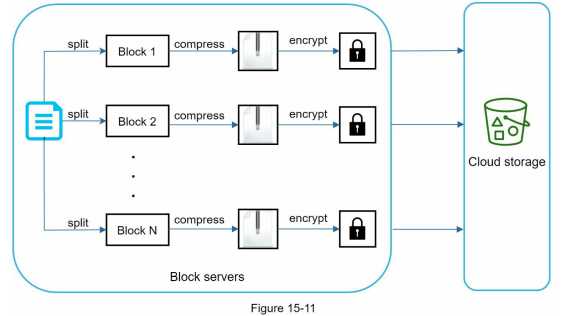 split
Block 1
compress
encrypt
split
Block 2
compress
encrypt
Cloud storage
split
Block N
compress
encrypt
Block servers
Figure 15-11